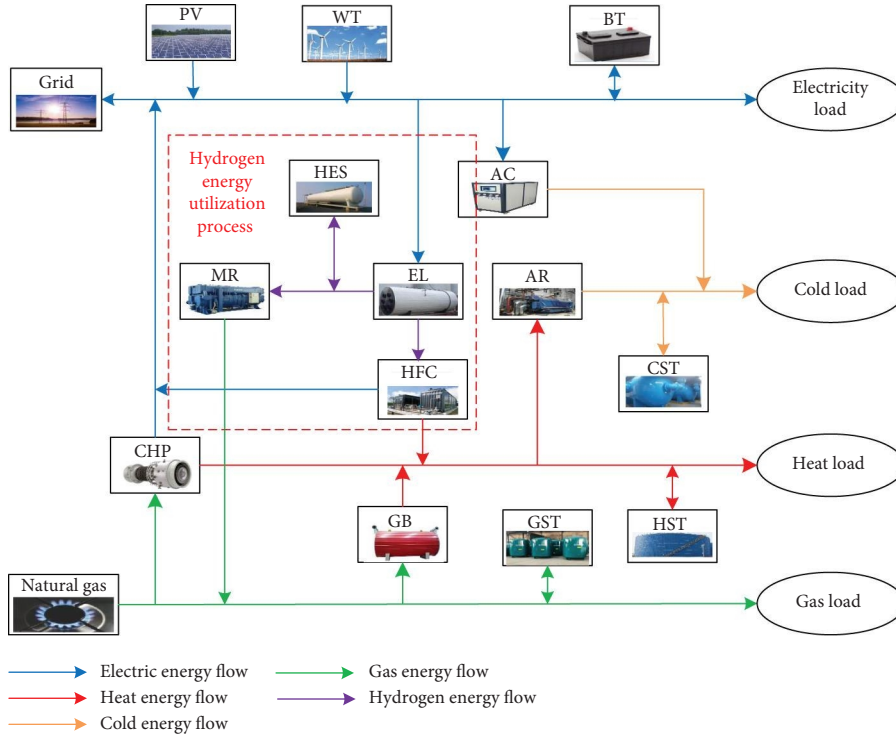 PV
WT
BT
Grid
Electricity
load
Hydrogen
energy
utilization
process
HES
AC
MR
EL
AR
Cold load
HFC
CST
CHP
Heat load
GB
GST
HST
Natural gas
Gas load
Electric energy flow
Gas energy flow
Heat energy flow
Hydrogen energy flow
Cold energy flow